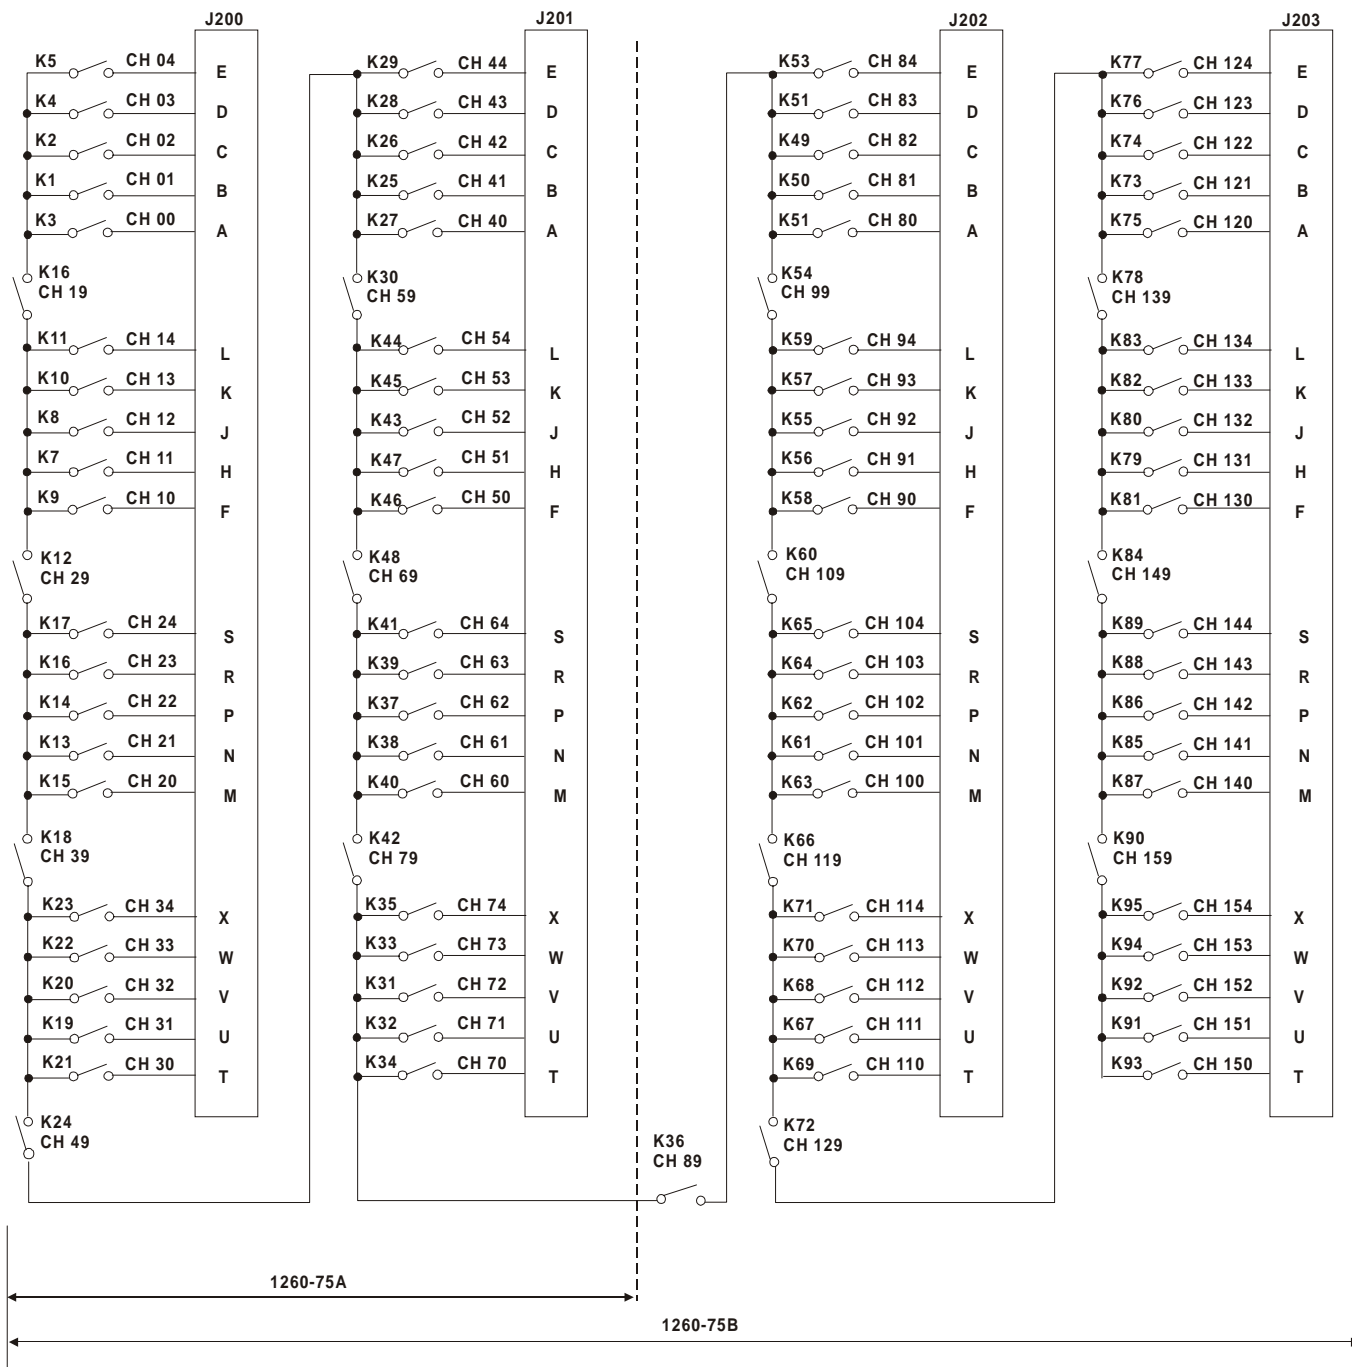 J200
K5 CH 04 E
K4 CH 03 D
K2 CH 02 C
K1 CH 01 B
K3 CH 00 A
K16
CH 19
K11 CH 14 L
K10 CH 13 K
K8 CH 12 J
K7 CH 11 H
K9 CH 10 F
K12
CH 29
K17 CH 24 S
K16 CH 23 R
K14 CH 22 P
K13 CH 21 N
K15 CH 20 M
K18
CH 39
K23 CH 34 X
K22 CH 33 W
K20 CH 32 V
K19 CH 31 U
K21 CH 30 T
K24
CH 49
J201
K29 CH 44 E
K28 CH 43 D
K26 CH 42 C
K25 CH 41 B
K27 CH 40 A
K30
CH 59
K44 CH 54 L
K45 CH 53 K
K43 CH 52 J
K47 CH 51 H
K46 CH 50 F
K48
CH 69
K41 CH 64 S
K39 CH 63 R
K37 CH 62 P
K38 CH 61 N
K40 CH 60 M
K42
CH 79
K35 CH 74 X
K33 CH 73 W
K31 CH 72 V
K32 CH 71 U
K34 CH 70 T
K36
CH 89
J202
K53 CH 84 E
K51 CH 83 D
K49 CH 82 C
K50 CH 81 B
K51 CH 80 A
K54
CH 99
K59 CH 94 L
K57 CH 93 K
K55 CH 92 J
K56 CH 91 H
K58 CH 90 F
K60
CH 109
K65 CH 104 S
K64 CH 103 R
K62 CH 102 P
K61 CH 101 N
K63 CH 100 M
K66
CH 119
K71 CH 114 X
K70 CH 113 W
K68 CH 112 V
K67 CH 111 U
K69 CH 110 T
K72
CH 129
J203
K77 CH 124 E
K76 CH 123 D
K74 CH 122 C
K73 CH 121 B
K75 CH 120 A
K78
CH 139
K83 CH 134 L
K82 CH 133 K
K80 CH 132 J
K79 CH 131 H
K81 CH 130 F
K84
CH 149
K89 CH 144 S
K88 CH 143 R
K86 CH 142 P
K85 CH 141 N
K87 CH 140 M
K90
CH 159
K95 CH 154 X
K94 CH 153 W
K92 CH 152 V
K91 CH 151 U
K93 CH 150 T
1260-75A
1260-75B